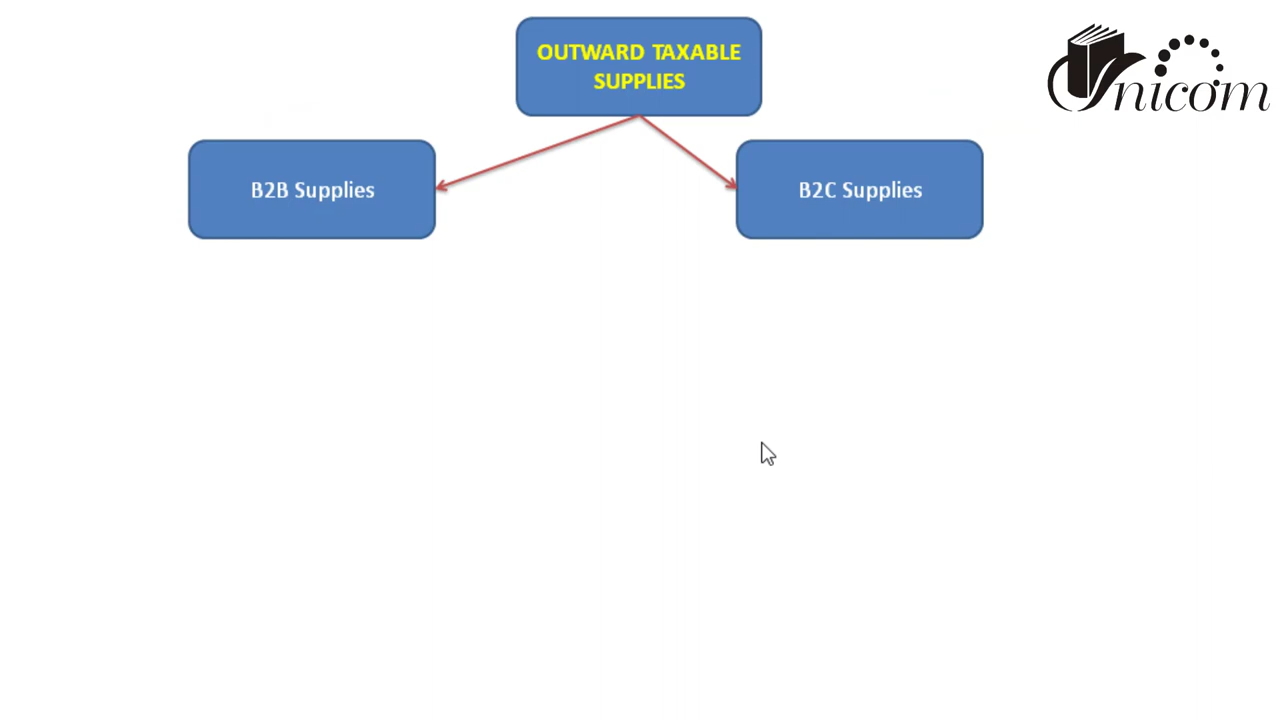 OUTWARD TAXABLE
SUPPLIES
Unicom
B2B Supplies
B2C Supplies